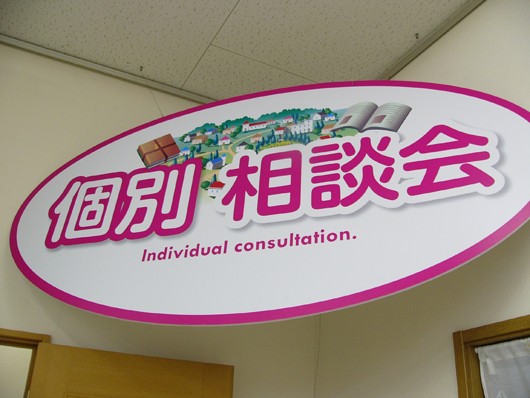 個別相談会
Individual consultation.